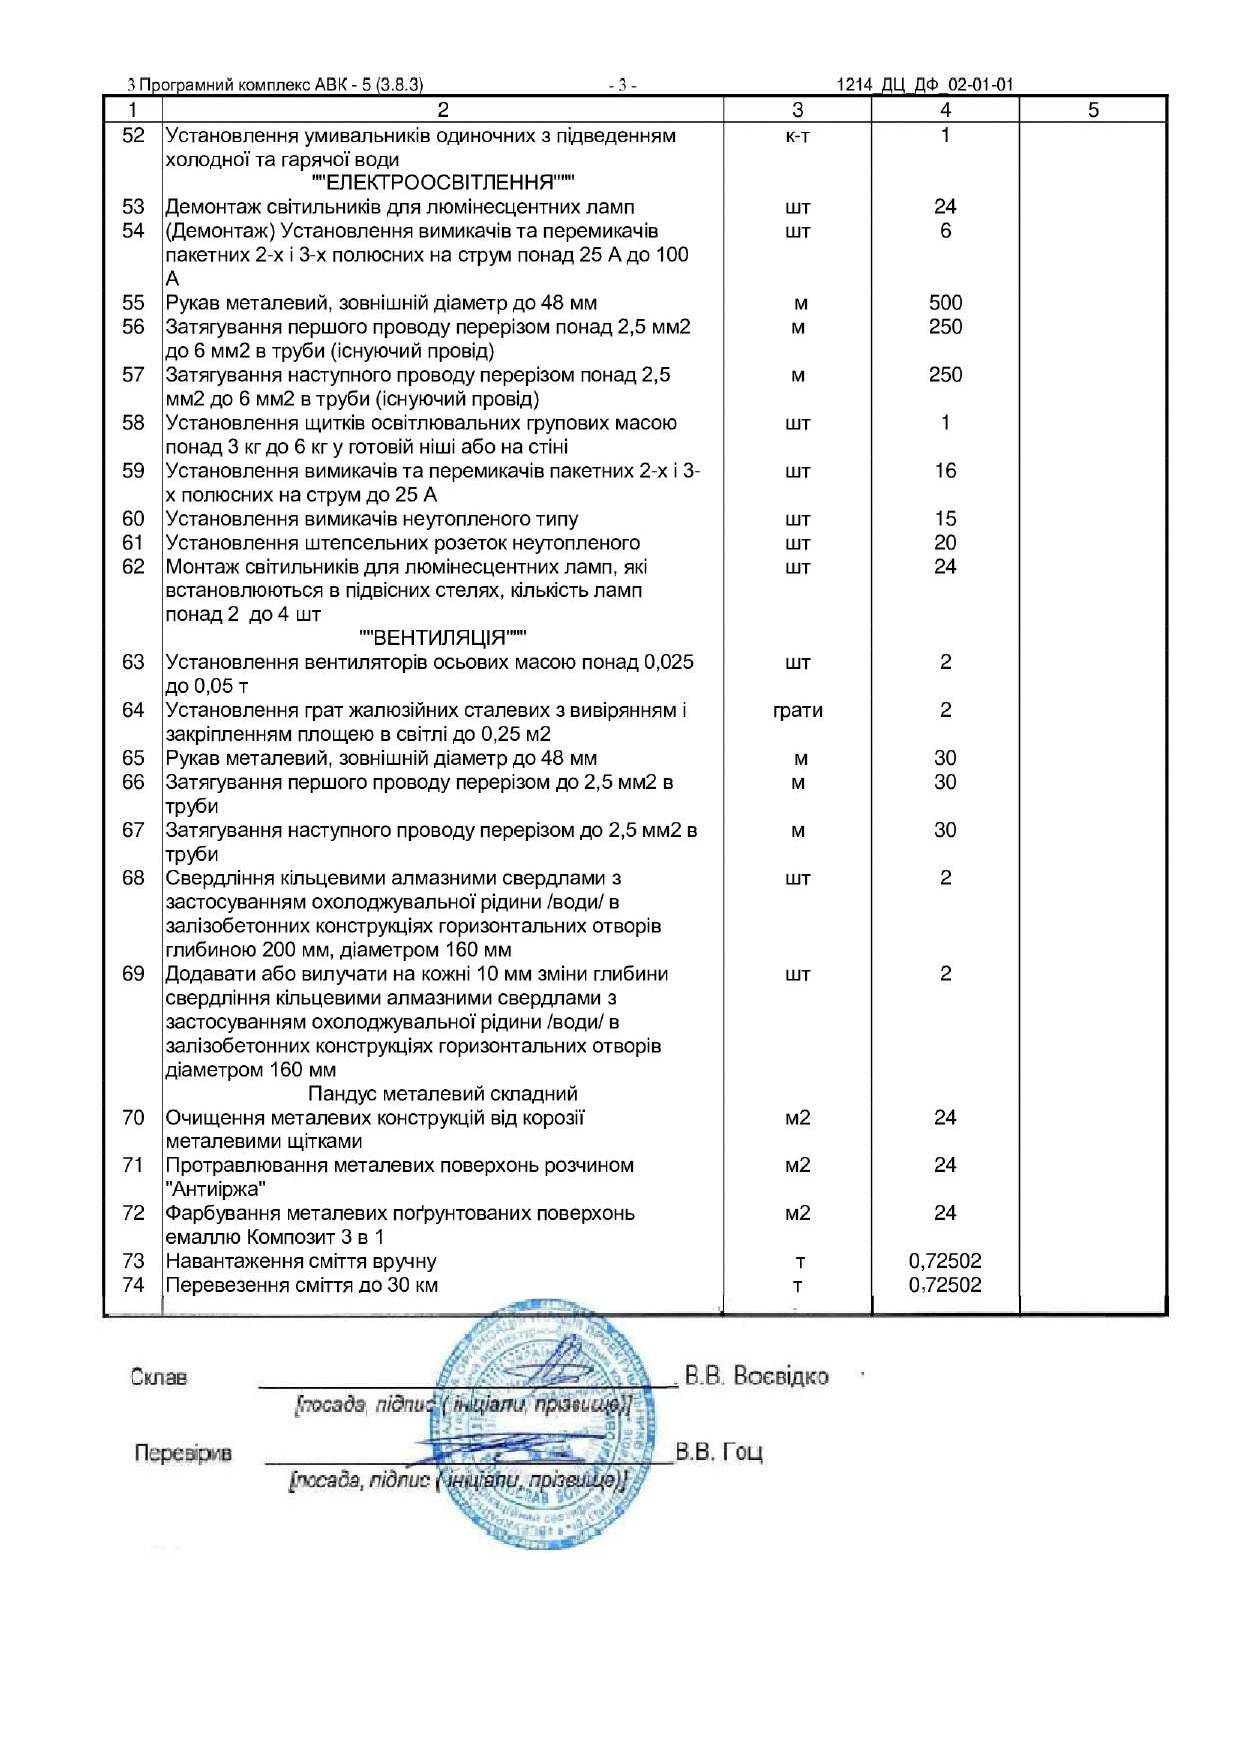 3 Програмний комплекс АВК - 5 (3.8.3) - 3 - 1214_ДЦ_ДФ_02-01-01
1 2 3 4 5
52 Установлення умивальників одиночних з підведенням к-т 1
холодної та гарячої води
""ЕЛЕКТРООСВІТЛЕННЯ"""
53 Демонтаж світильників для люмінесцентних ламп шт 24
54 (Демонтаж) Установлення вимикачів та перемикачів шт 6
пакетних 2-х і 3-х полюсних на струм понад 25 А до 100
А
55 Рукав металевий, зовнішній діаметр до 48 мм м 500
56 Затягування першого проводу перерізом понад 2,5 мм2 м 250
до 6 мм2 в труби (існуючий провід)
57 Затягування наступного проводу перерізом понад 2,5 м 250
мм2 до 6 мм2 в труби (існуючий провід)
58 Установлення щитків освітлювальних групових масою шт 1
понад 3 кг до 6 кг у готовій ніші або на стіні
59 Установлення вимикачів та перемикачів пакетних 2-х і 3- шт 16
х полюсних на струм до 25 А
60 Установлення вимикачів неутопленого типу шт 15
61 Установлення штепсельних розеток неутопленого шт 20
62 Монтаж світильників для люмінесцентних ламп, які шт 24
встановлюються в підвісних стелях, кількість ламп
понад 2 до 4 шт
""ВЕНТИЛЯЦІЯ"""
63 Установлення вентиляторів осьових масою понад 0,025 шт 2
до 0,05 т
64 Установлення грат жалюзійних сталевих з вивірянням і грати 2
закріпленням площею в світлі до 0,25 м2
65 Рукав металевий, зовнішній діаметр до 48 мм м 30
66 Затягування першого проводу перерізом до 2,5 мм2 в м 30
труби
67 Затягування наступного проводу перерізом до 2,5 мм2 в м 30
труби
68 Свердління кільцевими алмазними свердлами з шт 2
застосуванням охолоджувальної рідини /води/ в
залізобетонних конструкціях горизонтальних отворів
глибиною 200 мм, діаметром 160 мм
69 Додавати або вилучати на кожні 10 мм зміни глибини шт 2
свердління кільцевими алмазними свердлами з
застосуванням охолоджувальної рідини /води/ в
залізобетонних конструкціях горизонтальних отворів
діаметром 160 мм
Пандус металевий складний
70 Очищення металевих конструкцій від корозії м2 24
металевими щітками
71 Протравлювання металевих поверхонь розчином м2 24
"Антиіржа"
72 Фарбування металевих поґрунтованих поверхонь м2 24
емаллю Композит 3 в 1
73 Навантаження сміття вручну т 0,72502
74 Перевезення сміття до 30 км т 0,72502
Склав В.В. Воєвідко
[посада, підпис ( ініціали, прізвище)]
Перевірив В.В. Гоц
[посада, підпис ( ініціали, прізвище)]